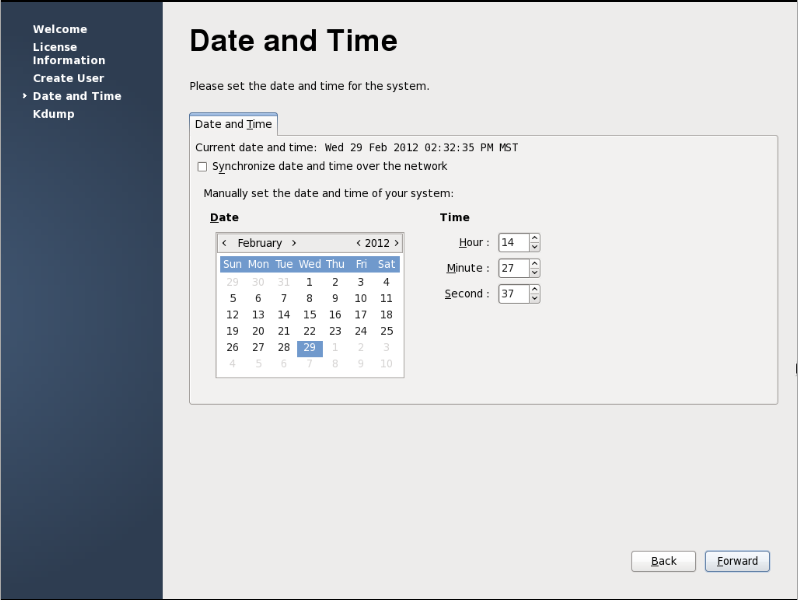 Welcome
License
Information
Create User
Date and Time
Kdump
Date and Time
Please set the date and time for the system.
Date and Time
Current date and time: Wed 29 Feb 2012 02:32:35 PM MST
Synchronize date and time over the network
Manually set the date and time of your system:
Date
February 2012
Sun Mon Tue Wed Thu Fri Sat
29 30 31 1 2 3 4
5 6 7 8 9 10 11
12 13 14 15 16 17 18
19 20 21 22 23 24 25
26 27 28 29 1 2 3
4 5 6 7 8 9 10
Time
Hour : 14
Minute : 27
Second : 37
Back Forward